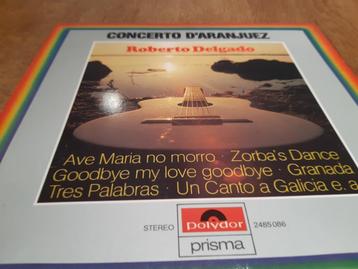 CONCERTO D'ARANJUEZ
Roberto Delgado
Ave Maria no morro · Zorba's Dance
Goodbye my love goodbye · Granada
Tres Palabras · Un Canto a Galicia e. a.
STEREO polydor 2485 086
prisma